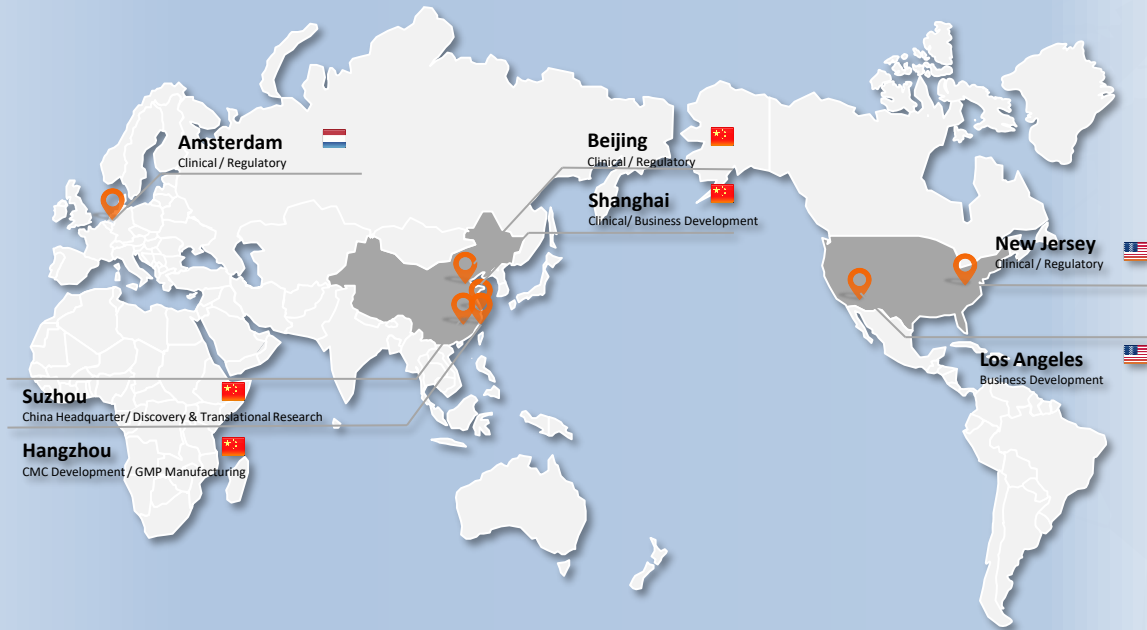 Amsterdam
Clinical / Regulatory
Beijing
Clinical / Regulatory
Shanghai
Clinical/ Business Development
New Jersey
Clinical / Regulatory
Los Angeles
Business Development
Suzhou
China Headquarter/ Discovery & Translational Research
Hangzhou
CMC Development / GMP Manufacturing